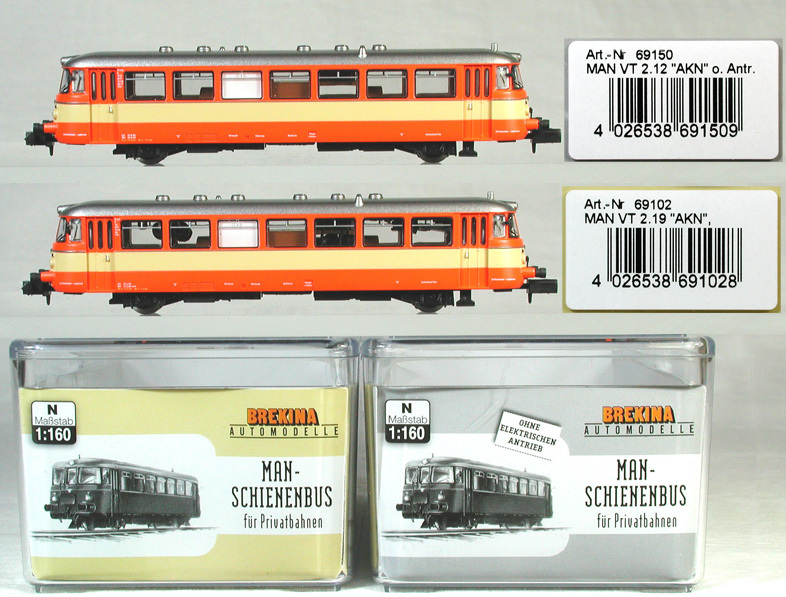 Art.-Nr 69150
MAN VT 2.12 "AKN" o. Antr.
4 026538 691509
Art.-Nr 69102
MAN VT 2.19 "AKN",
4 026538 691028
N
Maßstab
1:160
BREKINA
AUTOMODELLE
MAN-
SCHIENENBUS
für Privatbahnen
N
Maßstab
1:160
OHNE
ELEKTRISCHEN
ANTRIEB
BREKINA
AUTOMODELLE
MAN-
SCHIENENBUS
für Privatbahnen